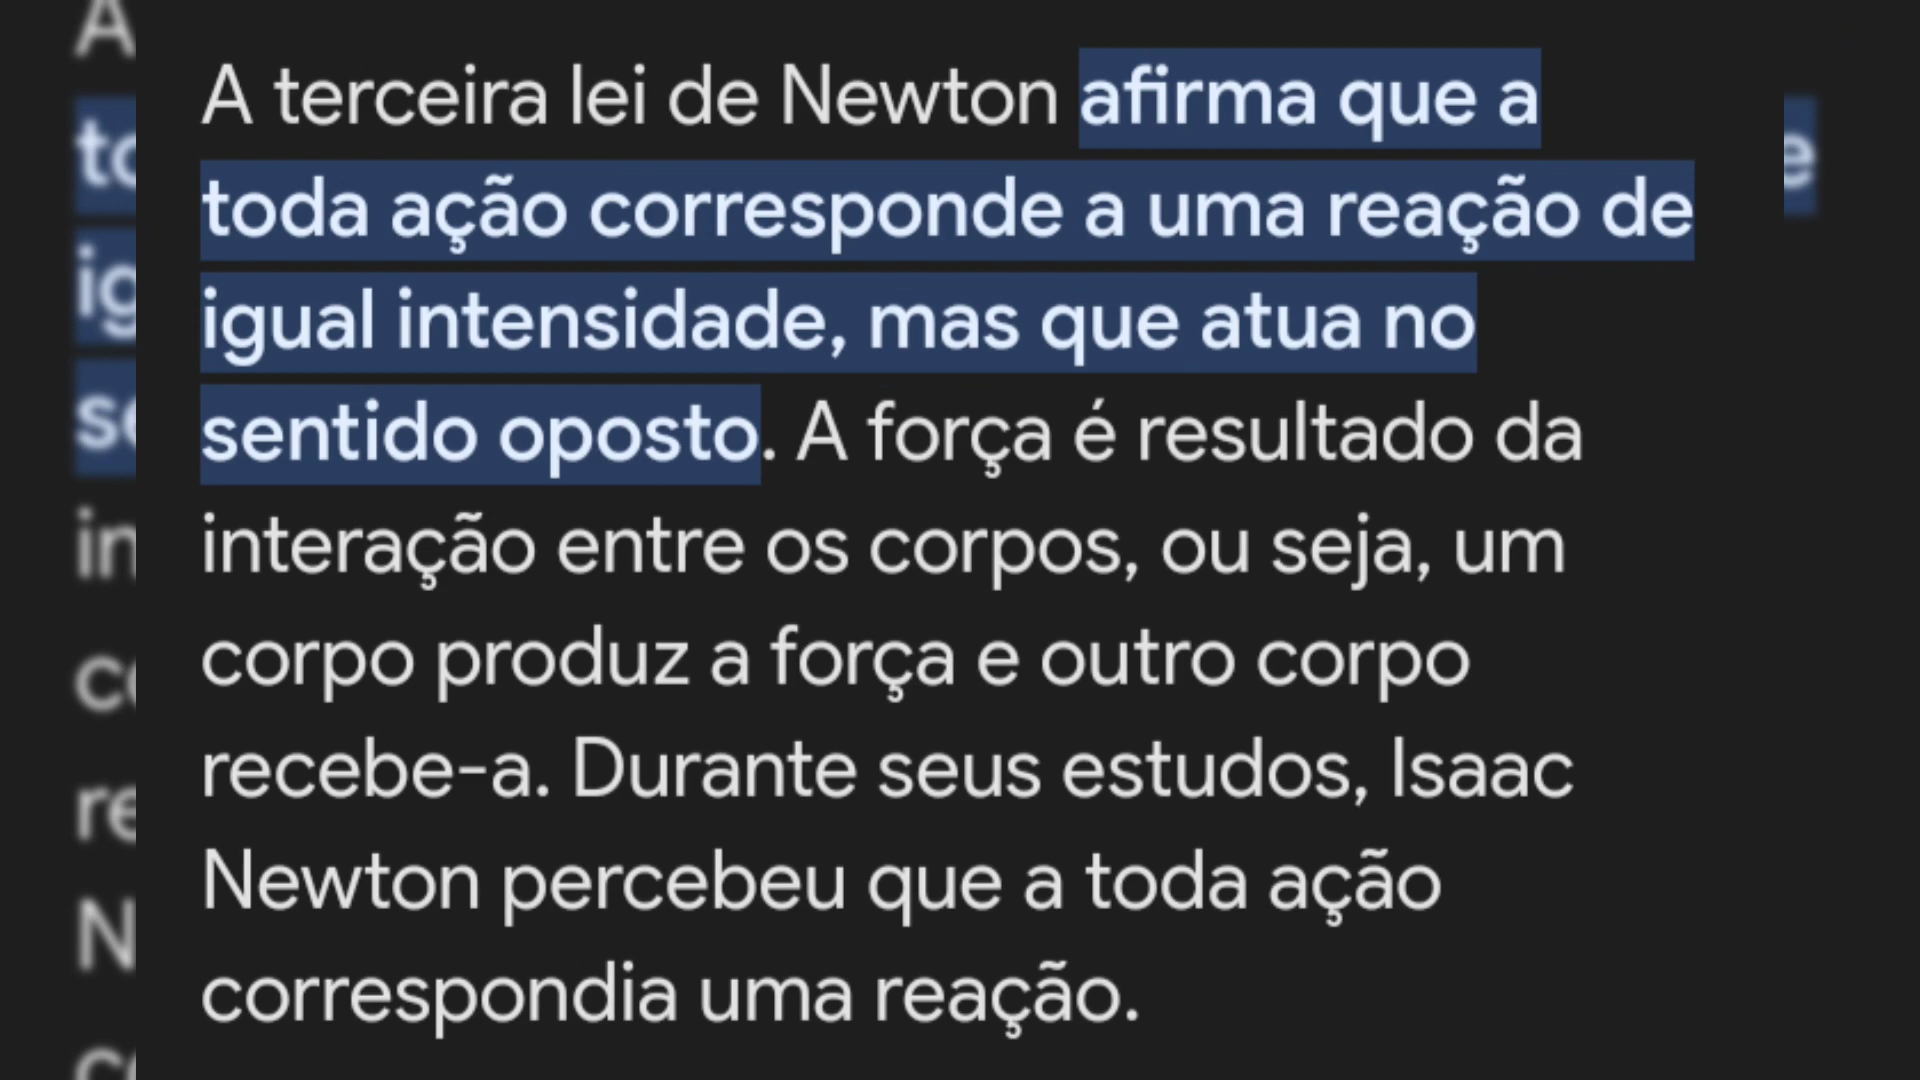 A terceira lei de Newton afirma que a
toda ação corresponde a uma reação de
igual intensidade, mas que atua no
sentido oposto. A força é resultado da
interação entre os corpos, ou seja, um
corpo produz a força e outro corpo
recebe-a. Durante seus estudos, Isaac
Newton percebeu que a toda ação
correspondia uma reação.